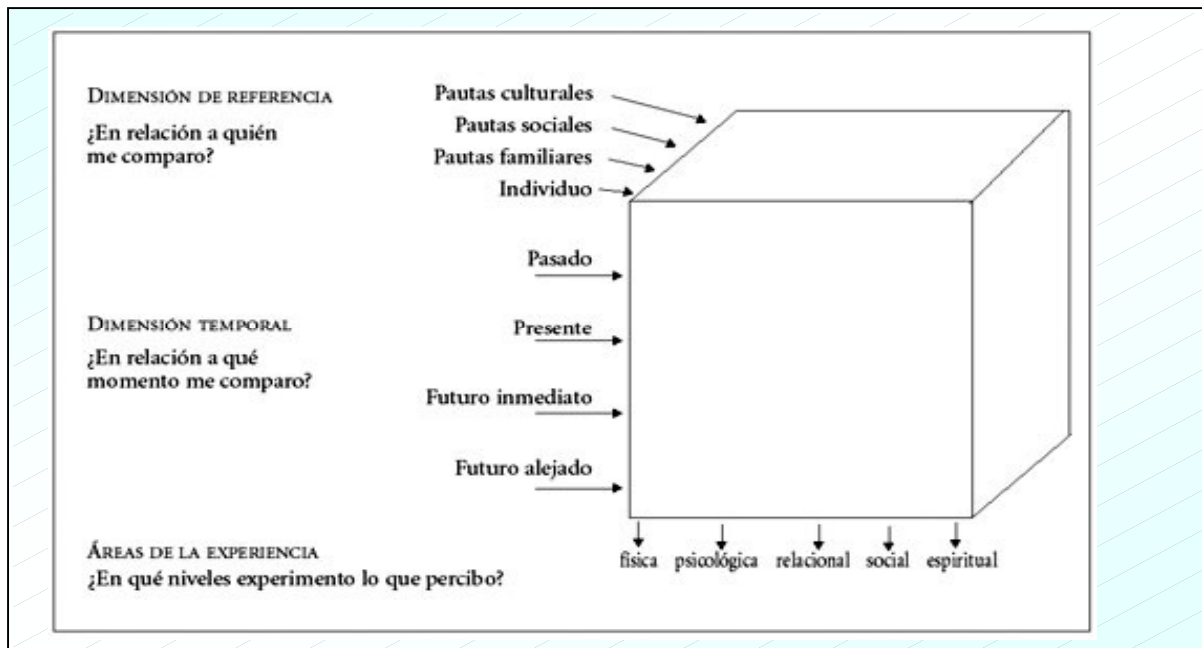 DIMENSIÓN DE REFERENCIA
¿En relación a quién
me comparo?
Pautas culturales
Pautas sociales
Pautas familiares
Individuo
Pasado
DIMENSIÓN TEMPORAL
¿En relación a qué
momento me comparo?
Presente
Futuro inmediato
Futuro alejado
ÁREAS DE LA EXPERIENCIA
¿En qué niveles experimento lo que percibo?
física psicológica relacional social espiritual